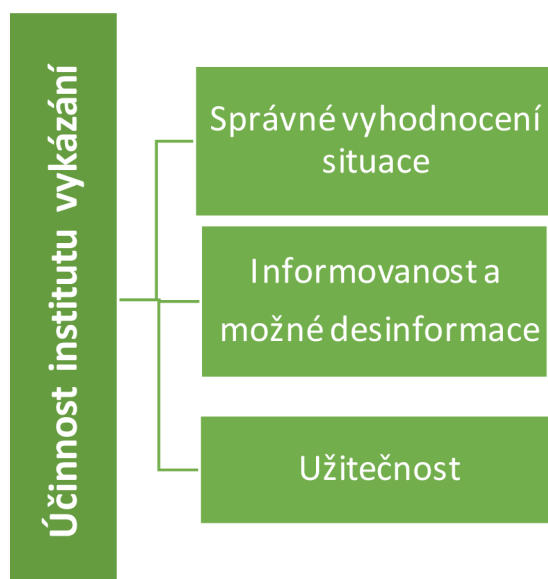 Účinnost institutu vykázání
Správné vyhodnocení
situace
Informovanost a
možné desinformace
Užitečnost